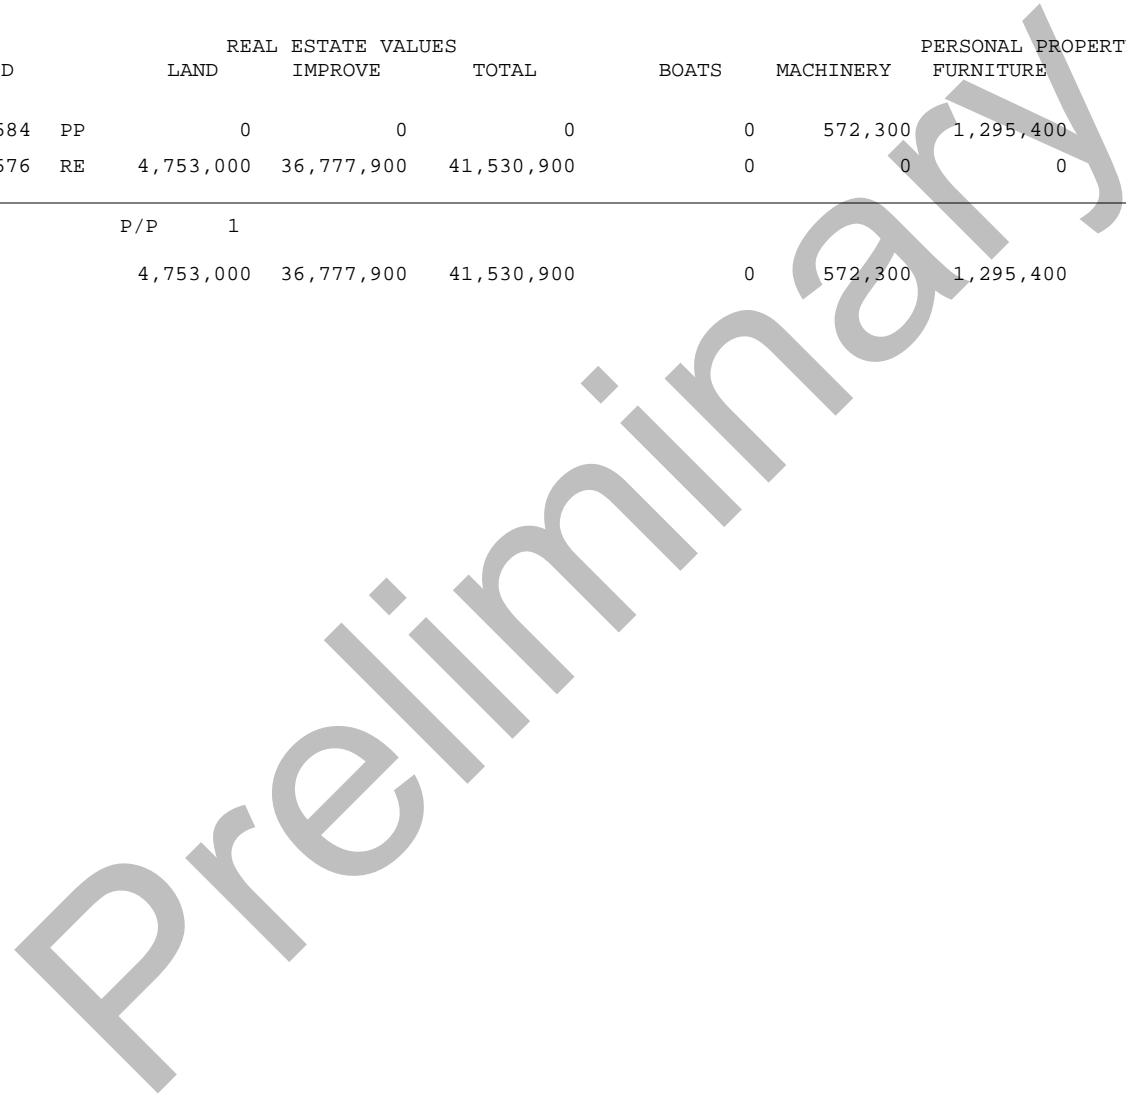 REAL ESTATE VALUES PERSONAL PROPERT
D LAND IMPROVE TOTAL BOATS MACHINERY FURNITURE
584 PP 0 0 0 0 572,300 1,295,400
576 RE 4,753,000 36,777,900 41,530,900 0 0 0
P/P 1
4,753,000 36,777,900 41,530,900 0 572,300 1,295,400
Preliminary